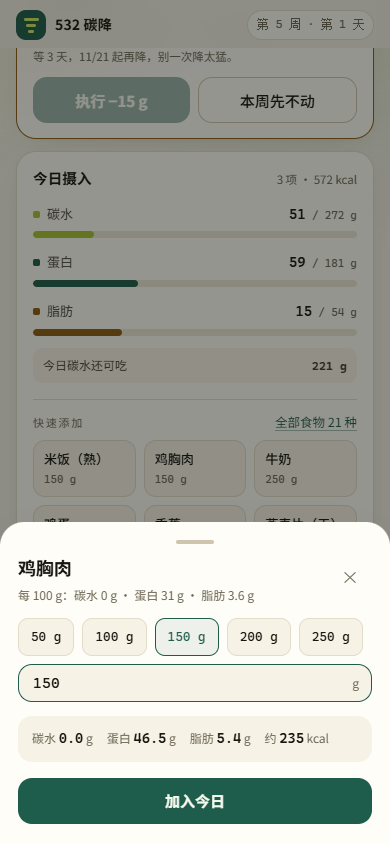 532 碳降
第 5 周 · 第 1 天
等 3 天，11/21 起再降，别一次降太猛。
执行 −15 g
本周先不动
今日摄入
3 项 · 572 kcal
碳水
51 / 272 g
蛋白
59 / 181 g
脂肪
15 / 54 g
今日碳水还可吃
221 g
快速添加
全部食物 21 种
米饭（熟）
150 g
鸡胸肉
150 g
牛奶
250 g
鸡胸肉
每 100 g：碳水 0 g · 蛋白 31 g · 脂肪 3.6 g
50 g
100 g
150 g
200 g
250 g
150
g
碳水 0.0 g 蛋白 46.5 g 脂肪 5.4 g 约 235 kcal
加入今日